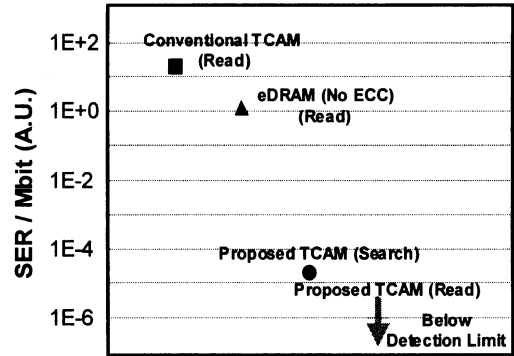 SER / Mbit (A.U.)
1E+2
1E+0
1E-2
1E-4
1E-6
Conventional TCAM
(Read)
eDRAM (No ECC)
(Read)
Proposed TCAM (Search)
Proposed TCAM (Read)
Below
Detection Limit